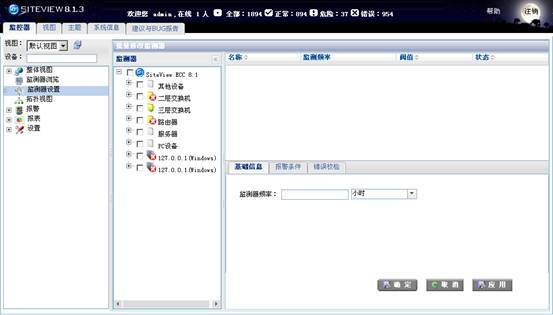 SITEVIEW 8.1.3
欢迎您 admin,在线 1 人 全部:1894 正常:894 危险:37 错误:954
帮助 注销
监控器 视图 主题 系统信息 建议与BUG报告
视图: 默认视图
设备:
整体视图
监测器浏览
监测器设置
拓扑视图
报警
报表
设置
批量修改监测器
监测器
SiteView ECC 8.1
其他设备
二层交换机
三层交换机
路由器
服务器
PC设备
127.0.0.1(Windows)
127.0.0.1(Windows)
名称 监测频率 阀值 状态
基础信息 报警条件 错误校检
监测器频率: 小时
确 定 取 消 应 用